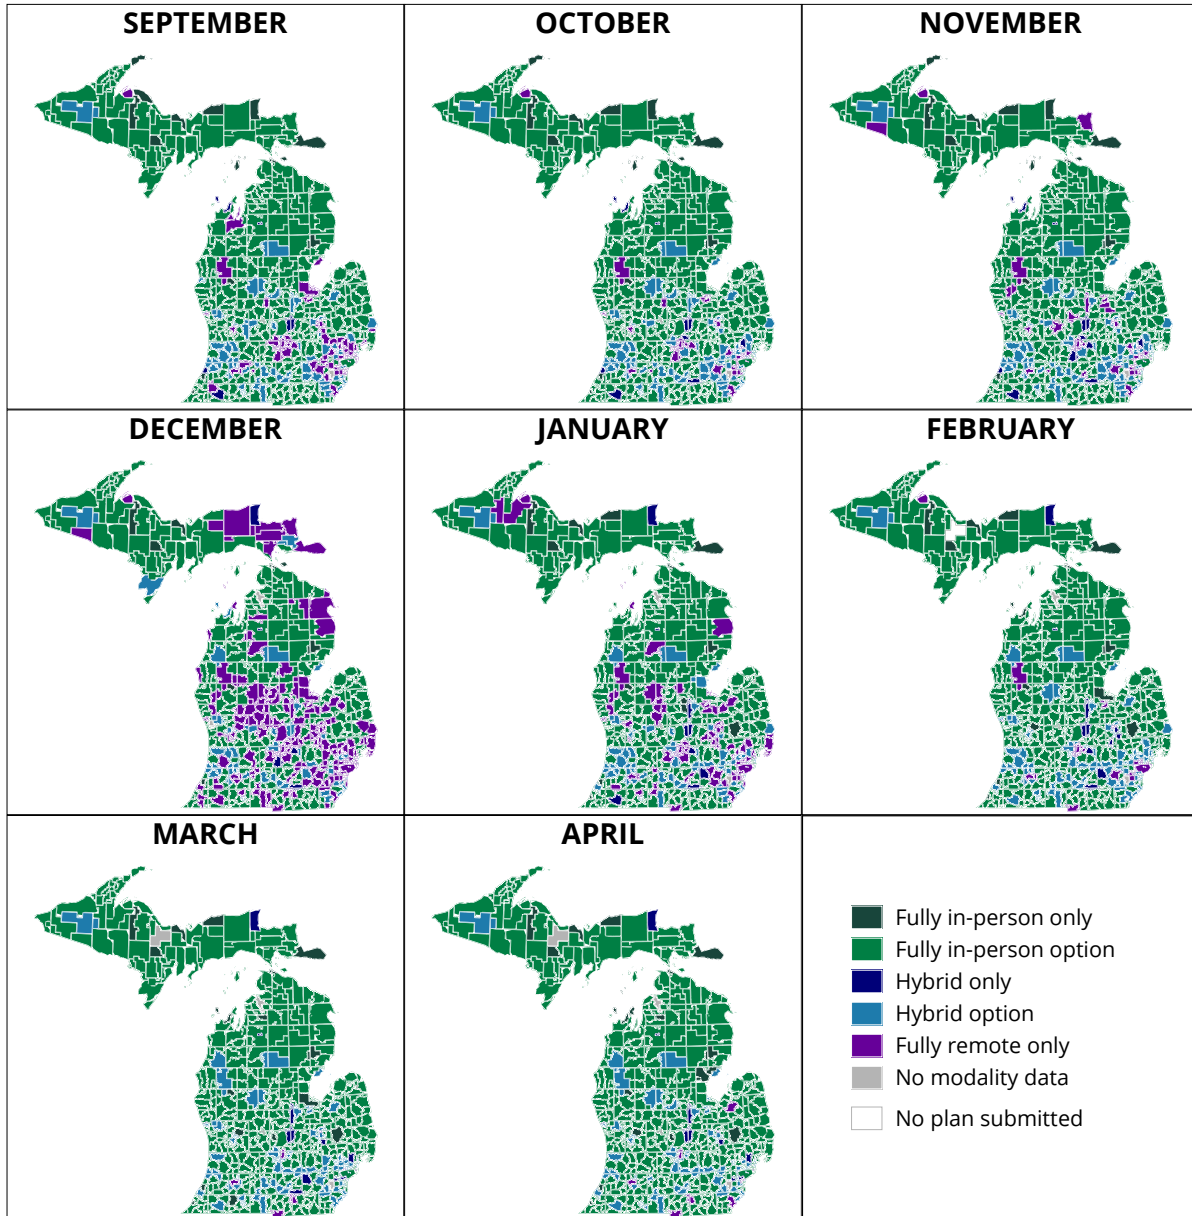 SEPTEMBER
OCTOBER
NOVEMBER
DECEMBER
JANUARY
FEBRUARY
MARCH
APRIL
Fully in-person only
Fully in-person option
Hybrid only
Hybrid option
Fully remote only
No modality data
No plan submitted